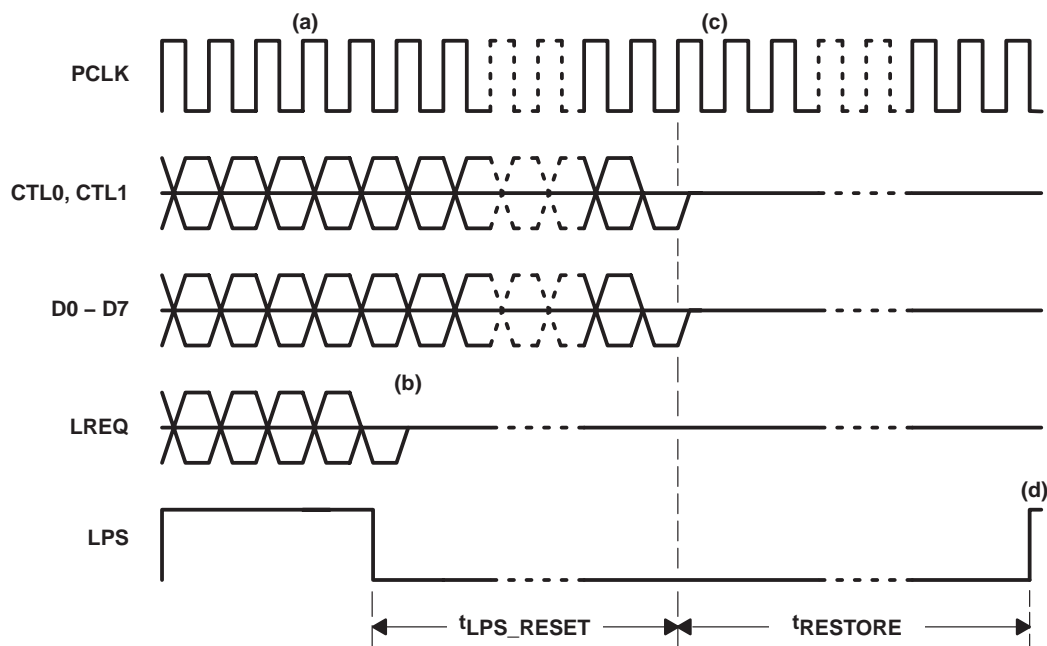 (a)
(c)
PCLK
CTL0, CTL1
D0 – D7
(b)
LREQ
(d)
LPS
tLPS_RESET
tRESTORE